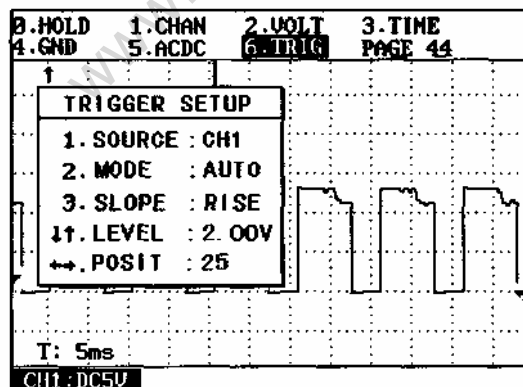 0.HOLD 1.CHAN 2.VOLT 3.TIME
4.GND 5.ACDC 6.TRIG PAGE 44
TRIGGER SETUP
1. SOURCE : CH1
2. MODE : AUTO
3. SLOPE : RISE
↓↑. LEVEL : 2.00V
↔. POSIT : 25
T: 5ms
CH1:DC5V